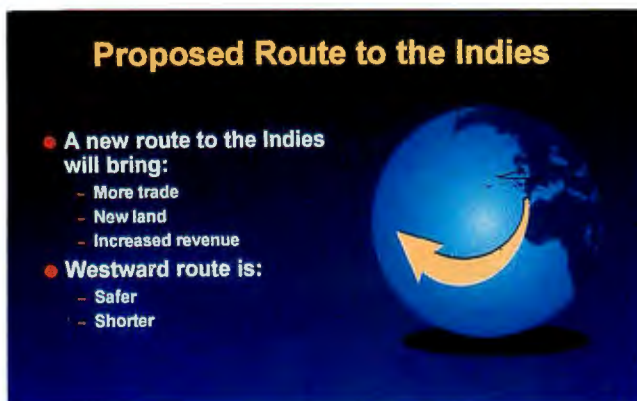 Proposed Route to the Indies
A new route to the Indies
will bring:
– More trade
– New land
– Increased revenue
Westward route is:
– Safer
– Shorter